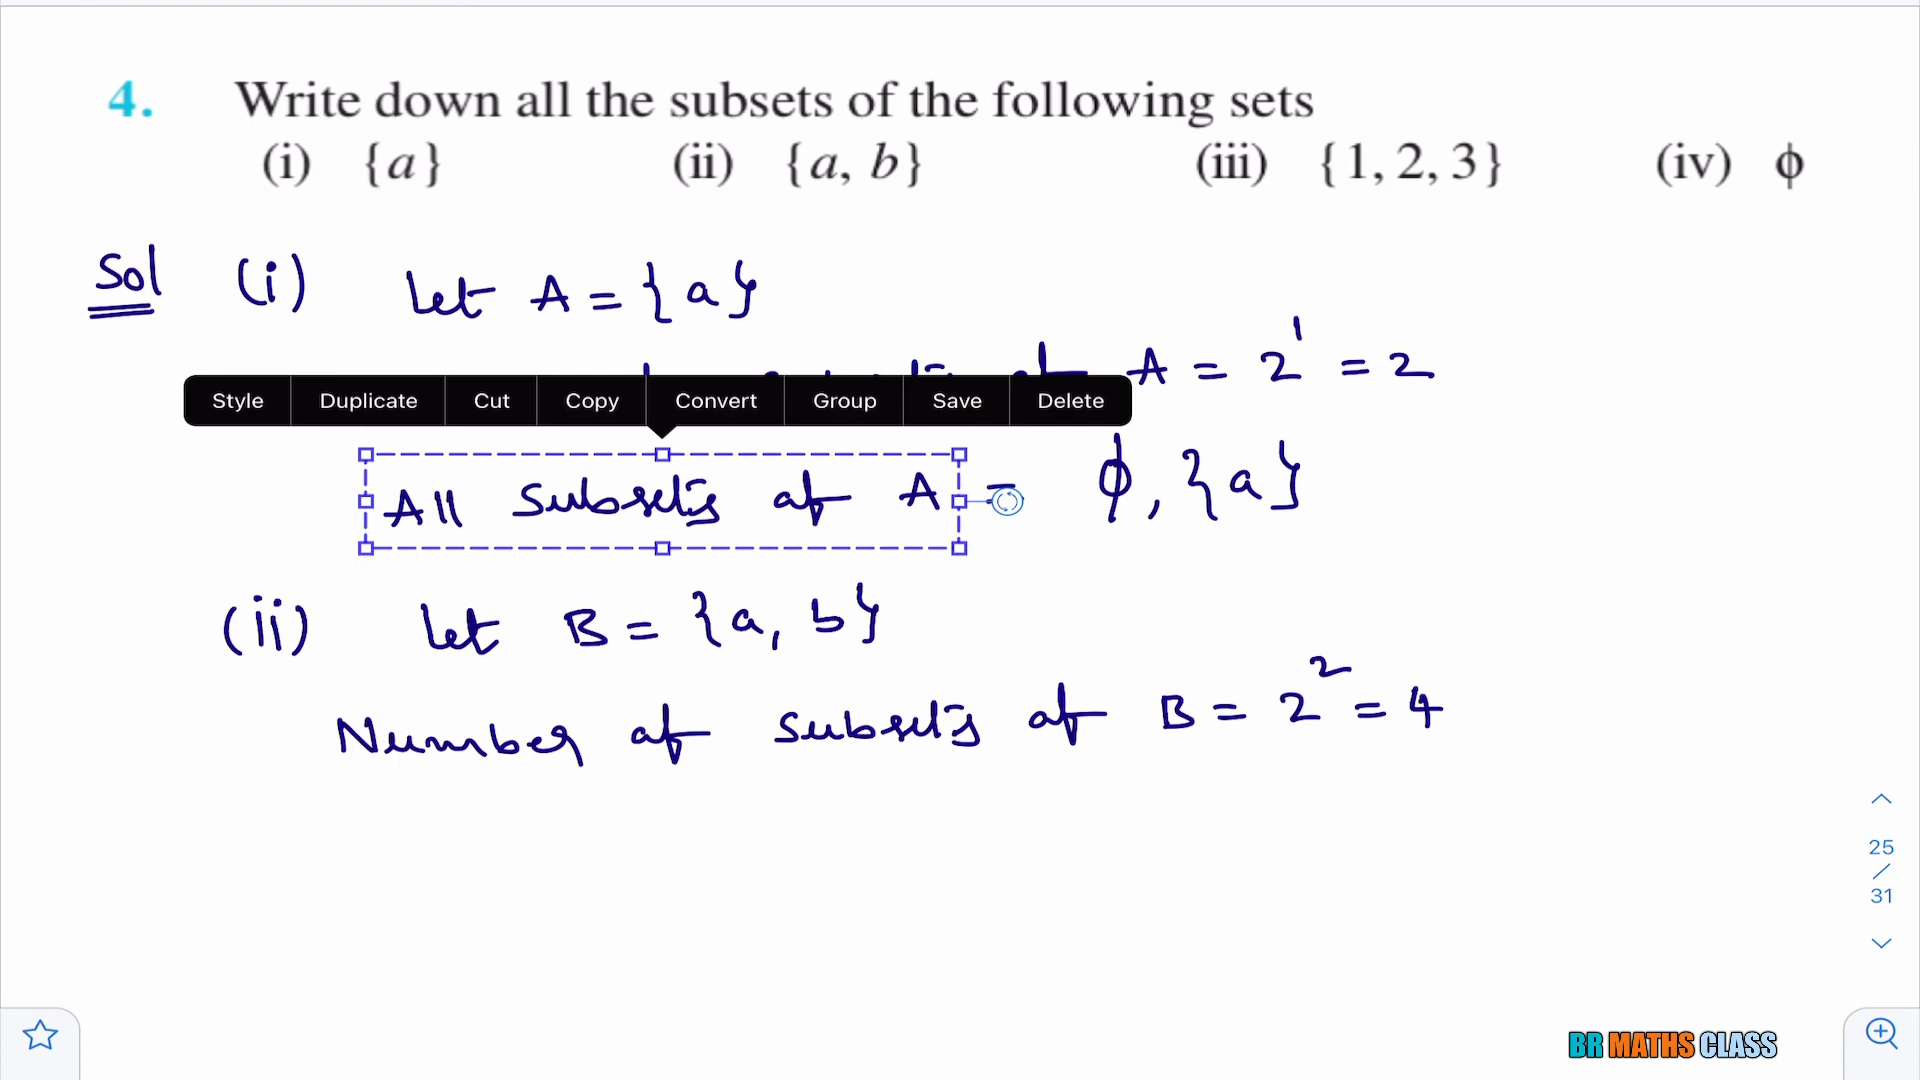 4. Write down all the subsets of the following sets
(i) {a} (ii) {a, b} (iii) {1, 2, 3} (iv) ϕ
Sol (i) let A = {a}
A = 2¹ = 2
Style Duplicate Cut Copy Convert Group Save Delete
All subsets of A = ϕ, {a}
(ii) let B = {a, b}
Number of subsets of B = 2² = 4
25
/
31
BR MATHS CLASS